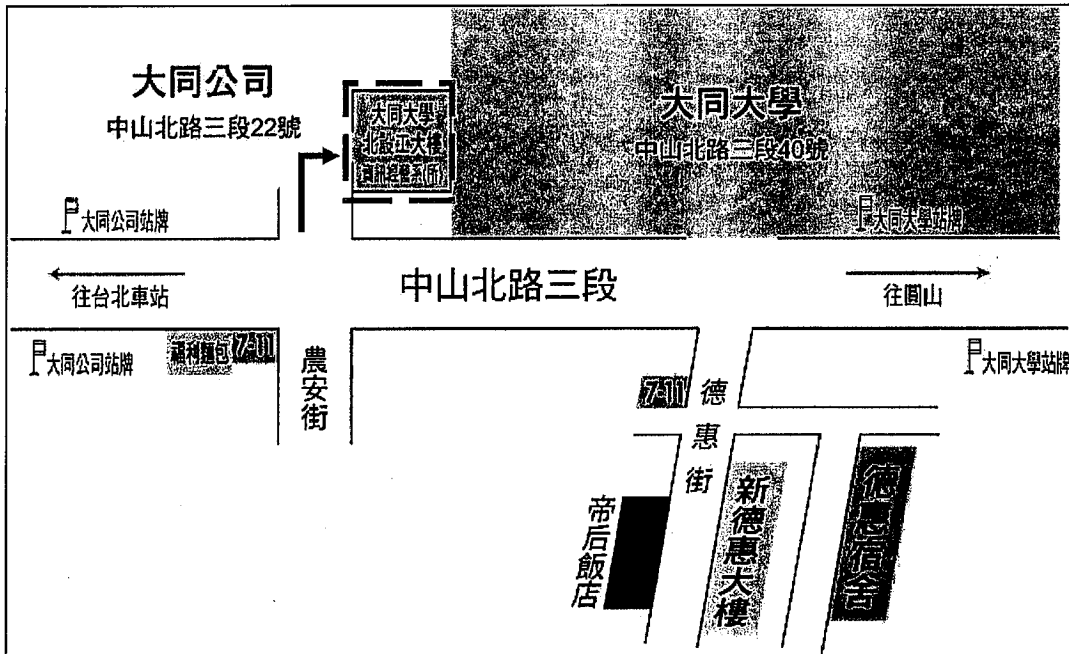 大同公司
中山北路三段22號
大同大學
北設工大樓
資訊經營系(所)
大同大學
中山北路三段40號
大同公司站牌
大同大學站牌
往台北車站
中山北路三段
往圓山
大同公司站牌
福利麵包
7-11
農安街
大同大學站牌
7-11
德惠街
帝后飯店
新德惠大樓
德惠宿舍